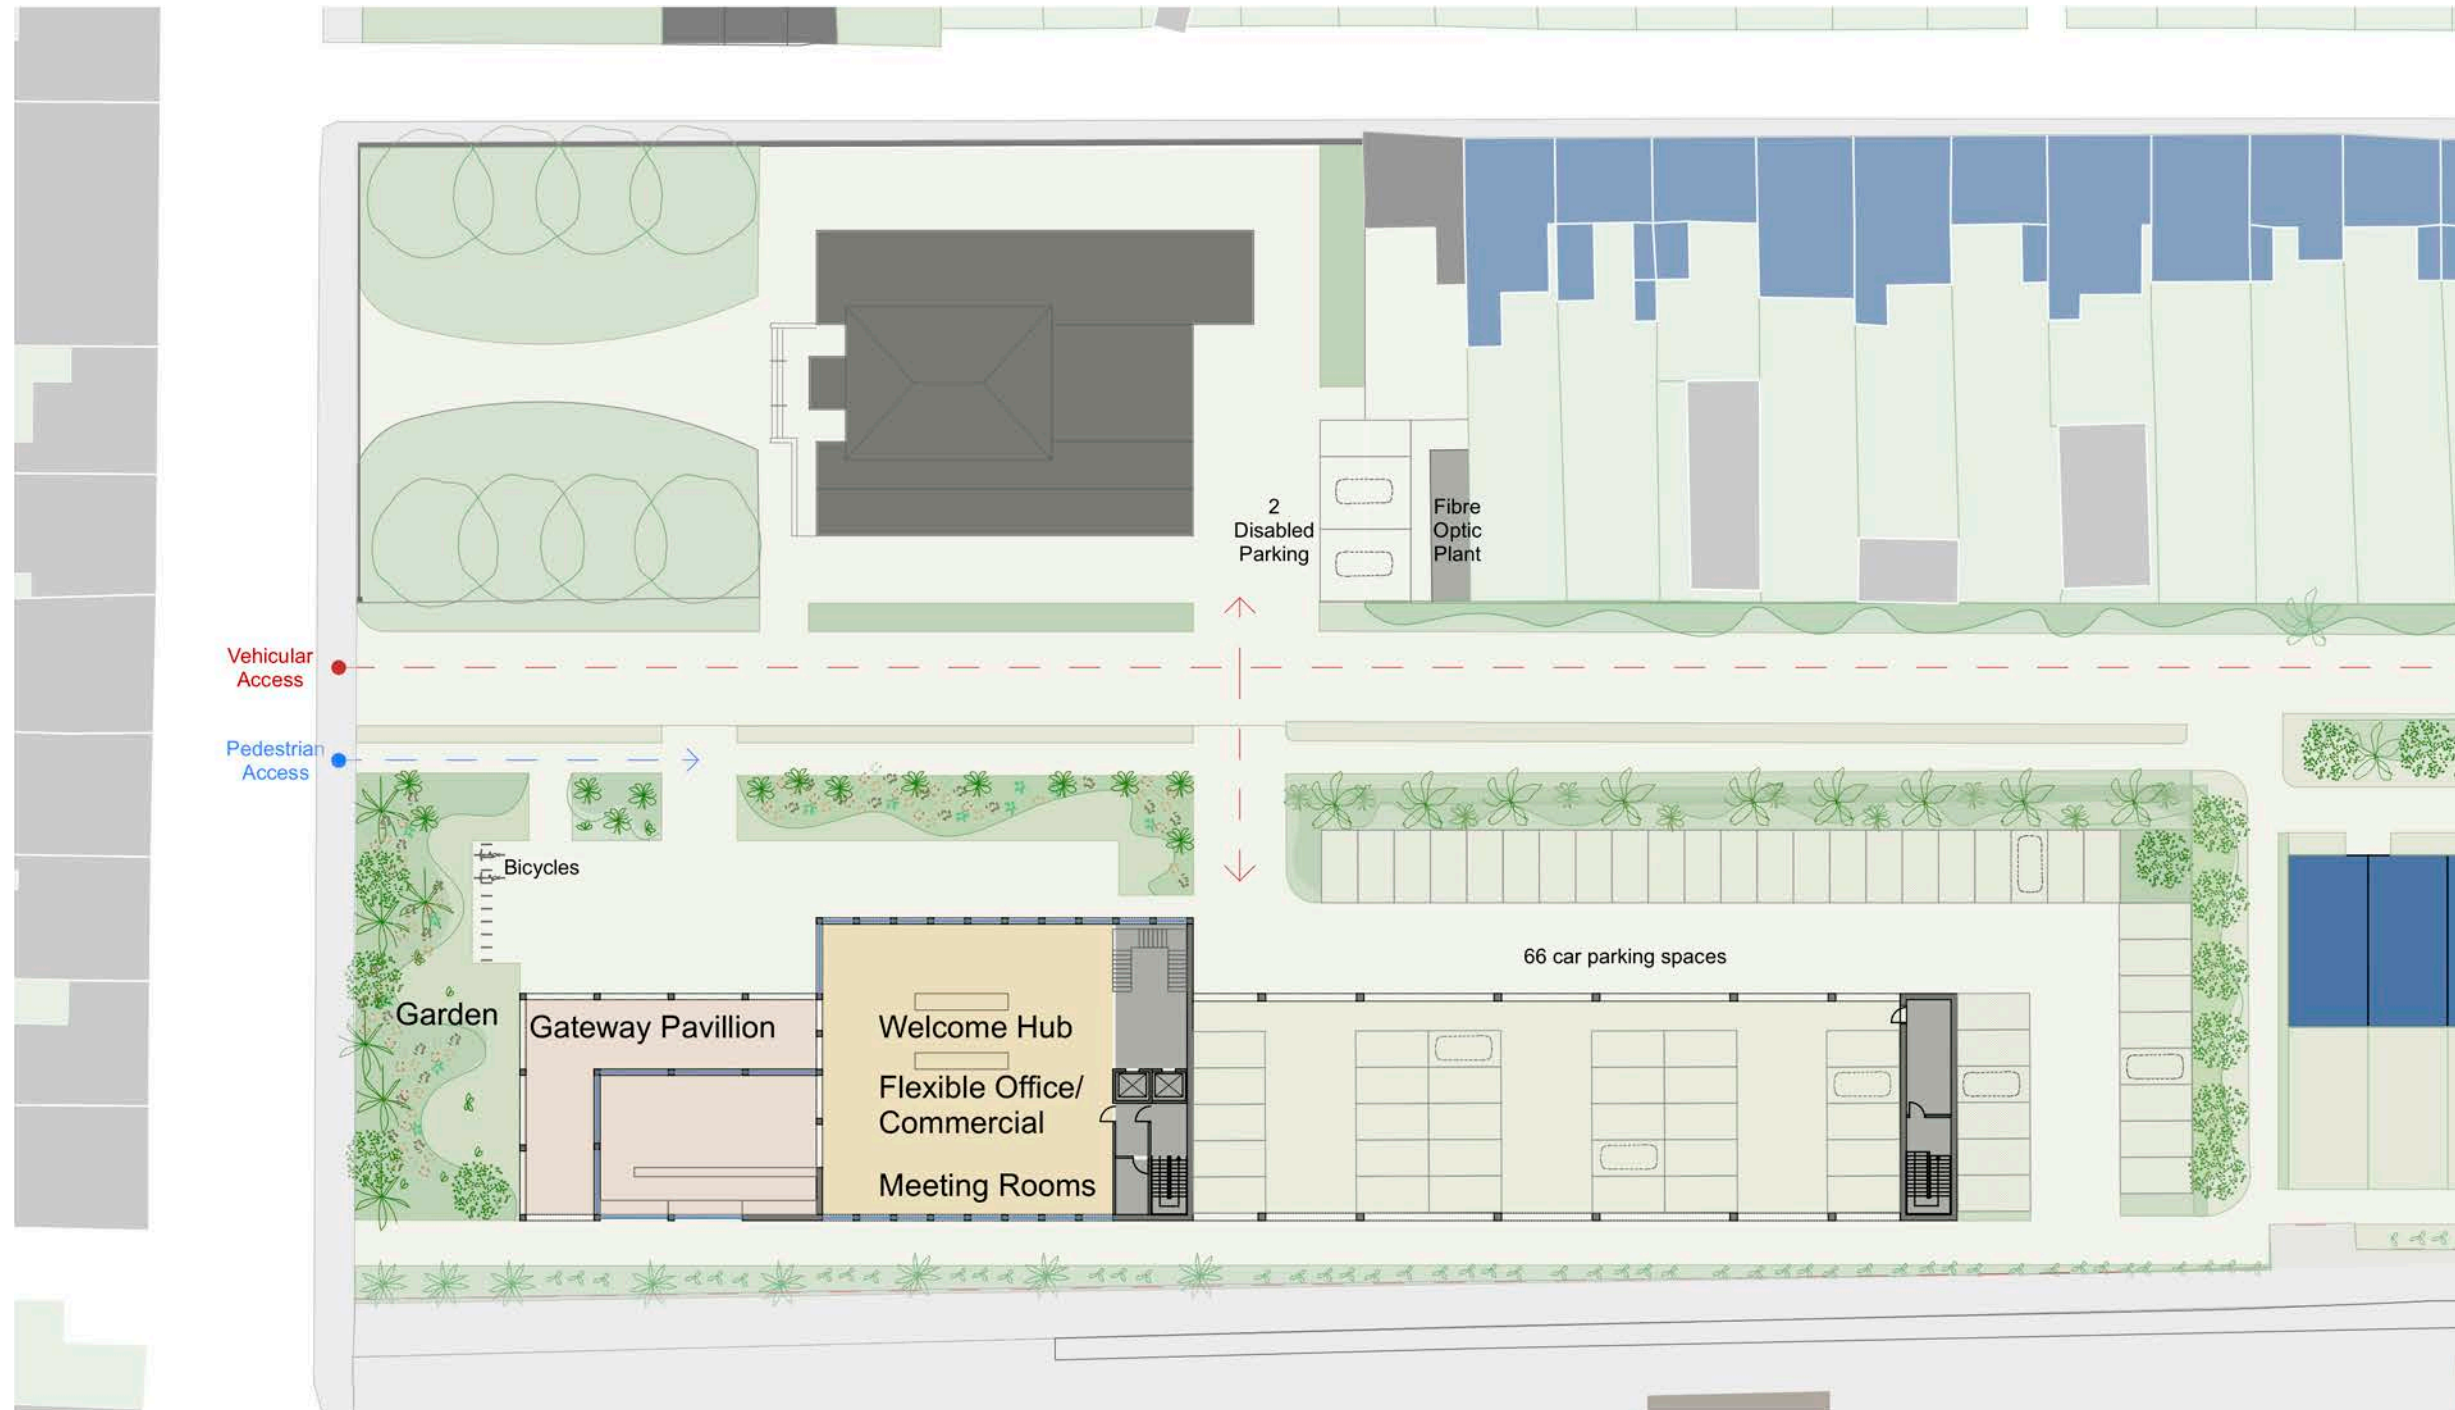 2
Disabled
Parking
Fibre
Optic
Plant
Vehicular
Access
Pedestrian
Access
Bicycles
66 car parking spaces
Garden
Gateway Pavillion
Welcome Hub
Flexible Office/
Commercial
Meeting Rooms